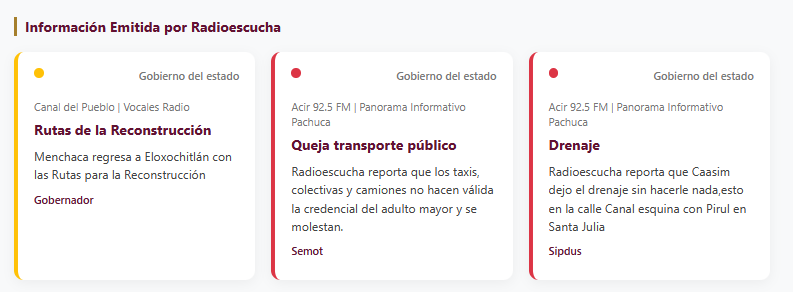 Información Emitida por Radioescucha
Gobierno del estado
Canal del Pueblo | Vocales Radio
Rutas de la Reconstrucción
Menchaca regresa a Eloxochitlán con
las Rutas para la Reconstrucción
Gobernador
Gobierno del estado
Acir 92.5 FM | Panorama Informativo
Pachuca
Queja transporte público
Radioescucha reporta que los taxis,
colectivas y camiones no hacen válida
la credencial del adulto mayor y se
molestan.
Semot
Gobierno del estado
Acir 92.5 FM | Panorama Informativo
Pachuca
Drenaje
Radioescucha reporta que Caasim
dejo el drenaje sin hacerle nada,esto
en la calle Canal esquina con Pirul en
Santa Julia
Sipdus